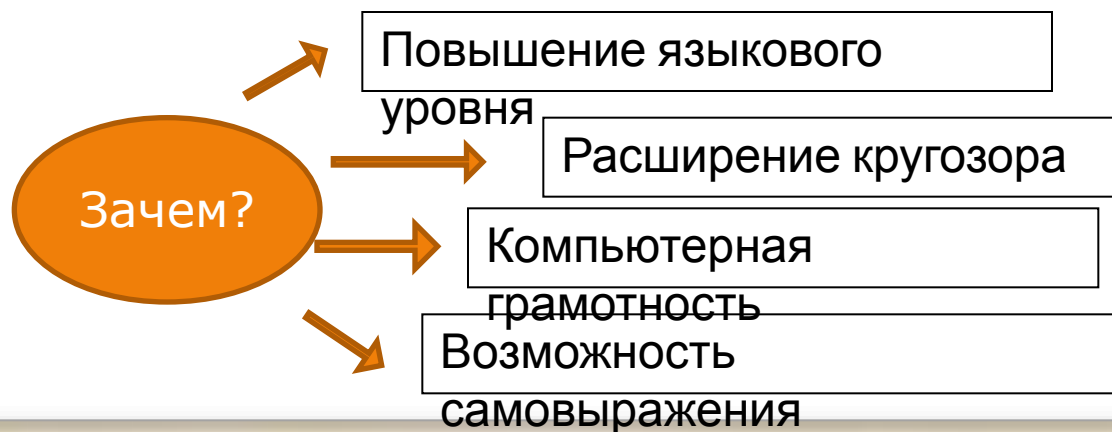 Повышение языкового
уровня
Расширение кругозора
Зачем?
Компьютерная
грамотность
Возможность
самовыражения